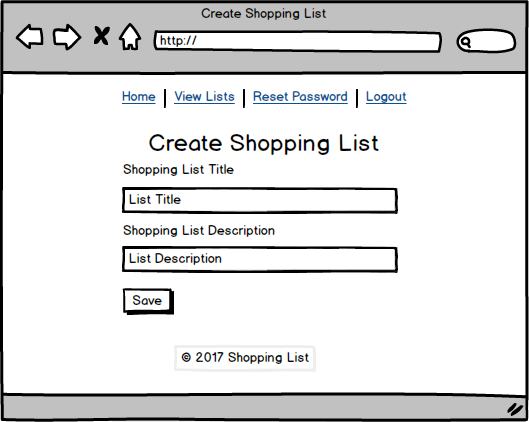 Create Shopping List
http://
Home | View Lists | Reset Password | Logout
Create Shopping List
Shopping List Title
List Title
Shopping List Description
List Description
Save
© 2017 Shopping List